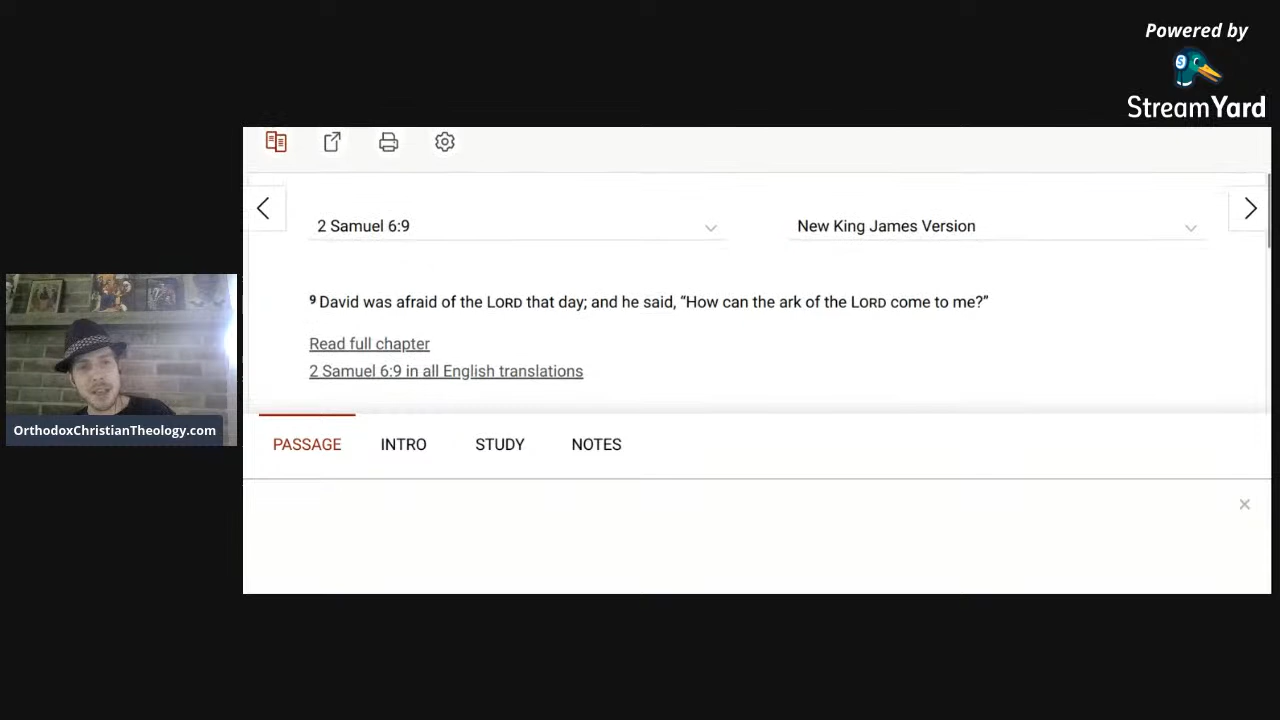 Powered by
StreamYard
2 Samuel 6:9
New King James Version
9 David was afraid of the LORD that day; and he said, “How can the ark of the LORD come to me?”
Read full chapter
2 Samuel 6:9 in all English translations
OrthodoxChristianTheology.com
PASSAGE INTRO STUDY NOTES